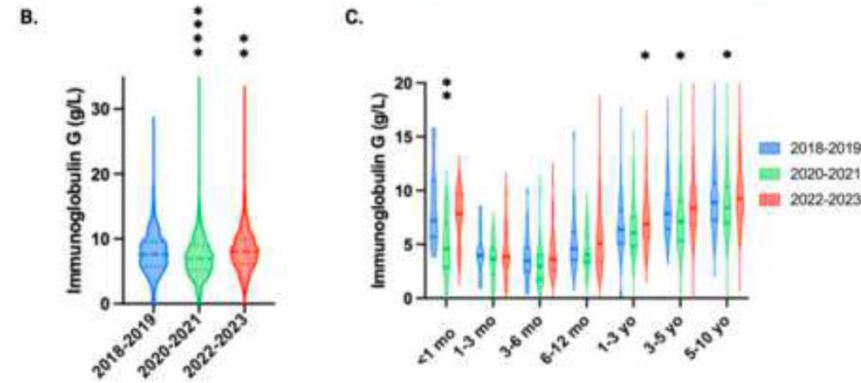 B.
****
**
Immunoglobulin G (g/L)
30
20
10
0
2018-2019
2020-2021
2022-2023
C.
**
*
*
*
Immunoglobulin G (g/L)
20
15
10
5
0
<1 mo
1-3 mo
3-6 mo
6-12 mo
1-3 yo
3-5 yo
5-10 yo
2018-2019
2020-2021
2022-2023